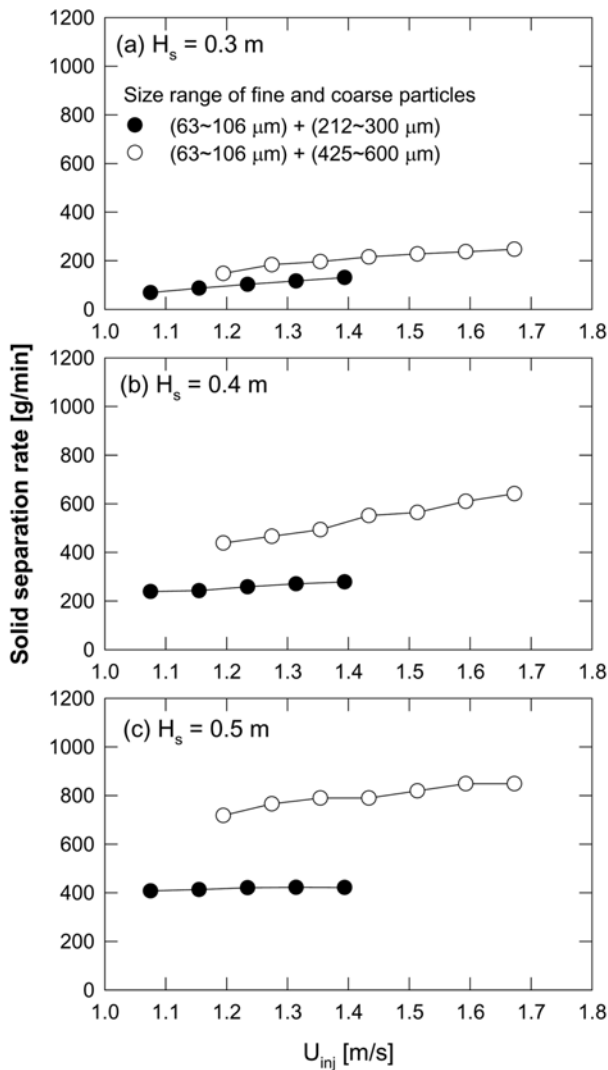 1200
(a) H_s = 0.3 m
1000
Size range of fine and coarse particles
800
(63~106 μm) + (212~300 μm)
(63~106 μm) + (425~600 μm)
600
400
200
0
1.0 1.1 1.2 1.3 1.4 1.5 1.6 1.7 1.8
Solid separation rate [g/min]
1200
(b) H_s = 0.4 m
1000
800
600
400
200
0
1.0 1.1 1.2 1.3 1.4 1.5 1.6 1.7 1.8
1200
(c) H_s = 0.5 m
1000
800
600
400
200
0
1.0 1.1 1.2 1.3 1.4 1.5 1.6 1.7 1.8
U_inj [m/s]